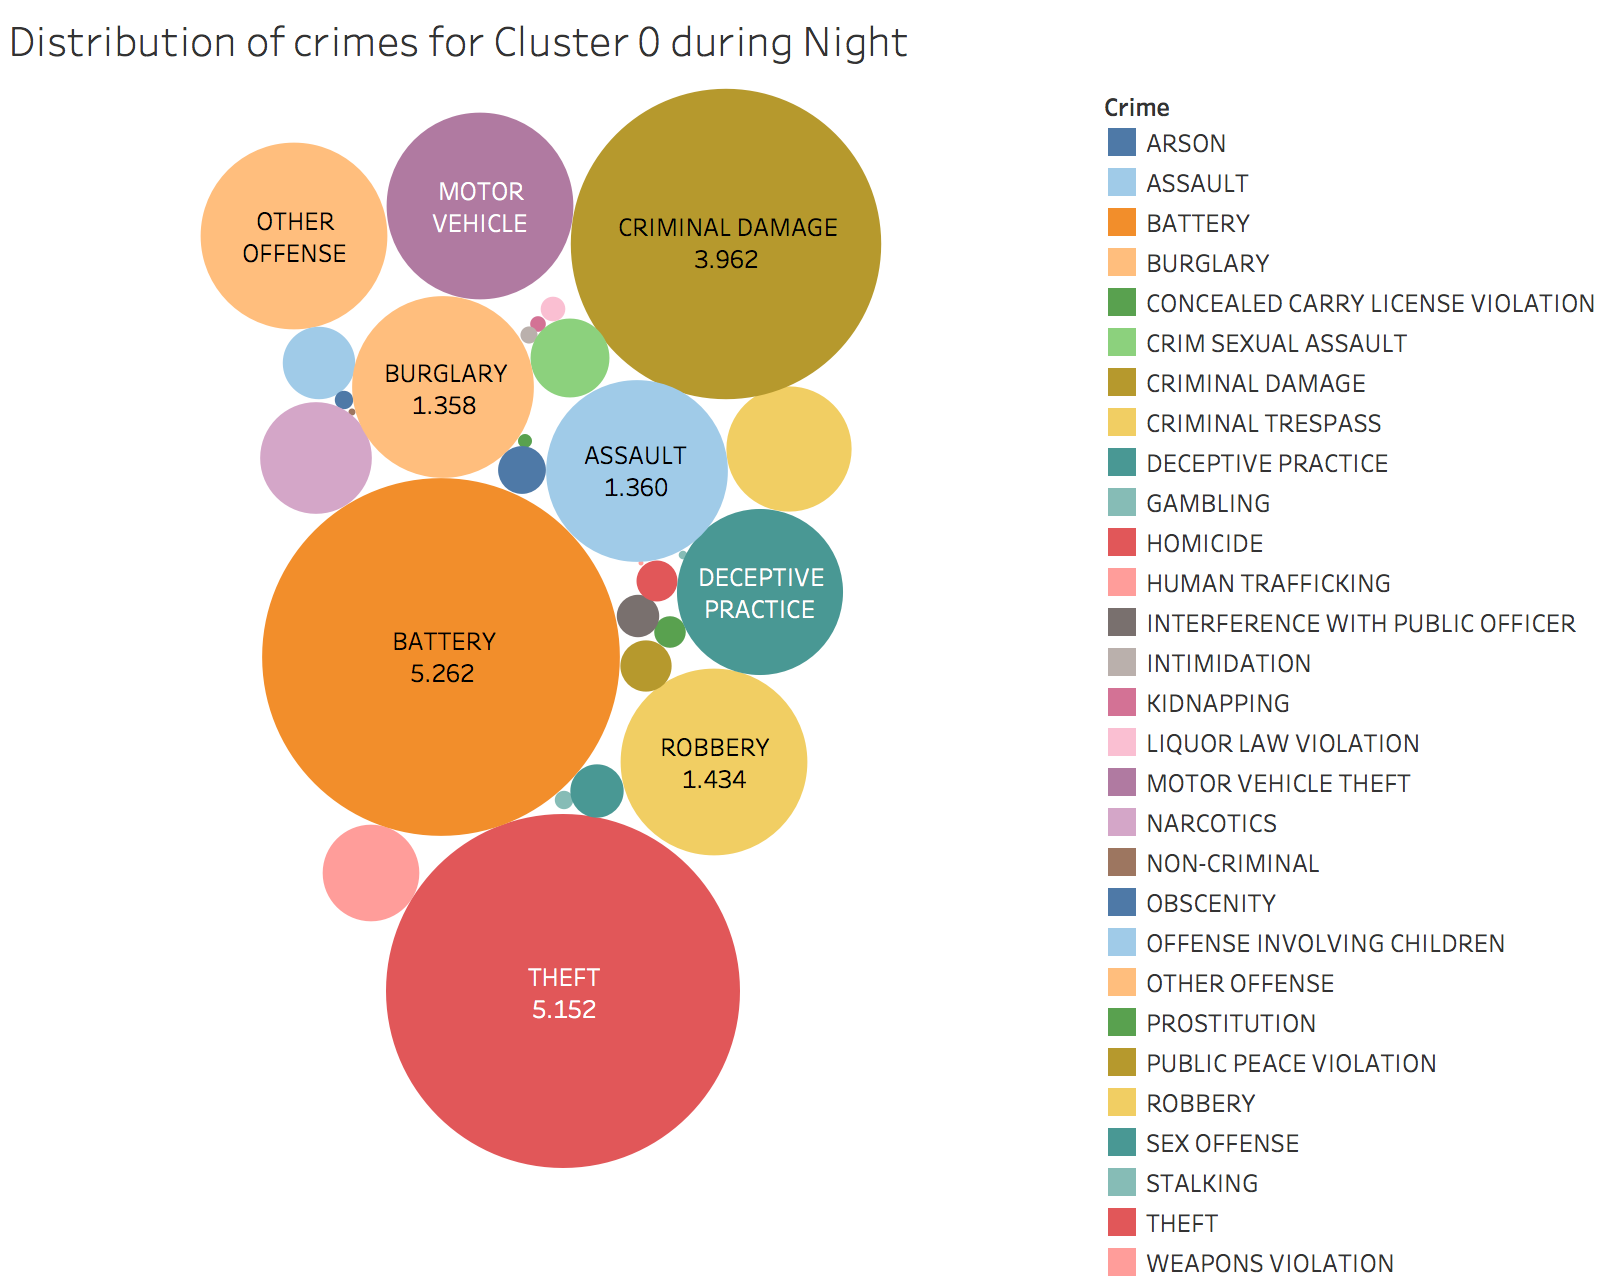 Distribution of crimes for Cluster 0 during Night
OTHER
OFFENSE
MOTOR
VEHICLE
CRIMINAL DAMAGE
3.962
BURGLARY
1.358
ASSAULT
1.360
DECEPTIVE
PRACTICE
BATTERY
5.262
ROBBERY
1.434
THEFT
5.152
Crime
ARSON
ASSAULT
BATTERY
BURGLARY
CONCEALED CARRY LICENSE VIOLATION
CRIM SEXUAL ASSAULT
CRIMINAL DAMAGE
CRIMINAL TRESPASS
DECEPTIVE PRACTICE
GAMBLING
HOMICIDE
HUMAN TRAFFICKING
INTERFERENCE WITH PUBLIC OFFICER
INTIMIDATION
KIDNAPPING
LIQUOR LAW VIOLATION
MOTOR VEHICLE THEFT
NARCOTICS
NON-CRIMINAL
OBSCENITY
OFFENSE INVOLVING CHILDREN
OTHER OFFENSE
PROSTITUTION
PUBLIC PEACE VIOLATION
ROBBERY
SEX OFFENSE
STALKING
THEFT
WEAPONS VIOLATION